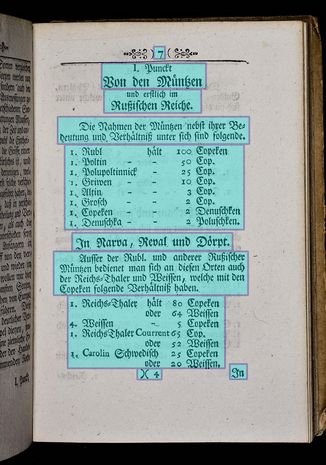 7
I. Punckt
Von den Müntzen
und erstlich im
Rußischen Reiche.
Die Nahmen der Müntzen nebst ihrer Be-
deutung und Verhältniß unter sich sind folgende.
1. Rubl hält 100 Copeken
1. Poltin - - 50 Cop.
1. Polupoltinnick - 25 Cop.
1. Griwen - - 10 Cop.
1. Altin - - 3 Cop.
1. Grosch - - 2 Cop.
1. Copeken - - 2 Denuschken
1. Denuschka - - 2 Poluschken.
In Narva, Reval und Dörpt.
Ausser der Rubl. und anderer Rußischer
Müntzen bedienet man sich an diesen Orten auch
der Reichs-Thaler und Weissen, welche mit den
Copeken folgende Verhältniß haben.
1. Reichs-Thaler hält 80 Copeken
oder 64 Weissen
4. Weissen - 5 Copeken
1. Reichs-Thaler Courrent 65 Cop.
oder 52 Weissen
1. Carolin Schwedisch 25 Copeken
oder 20 Weissen.
X 4 In